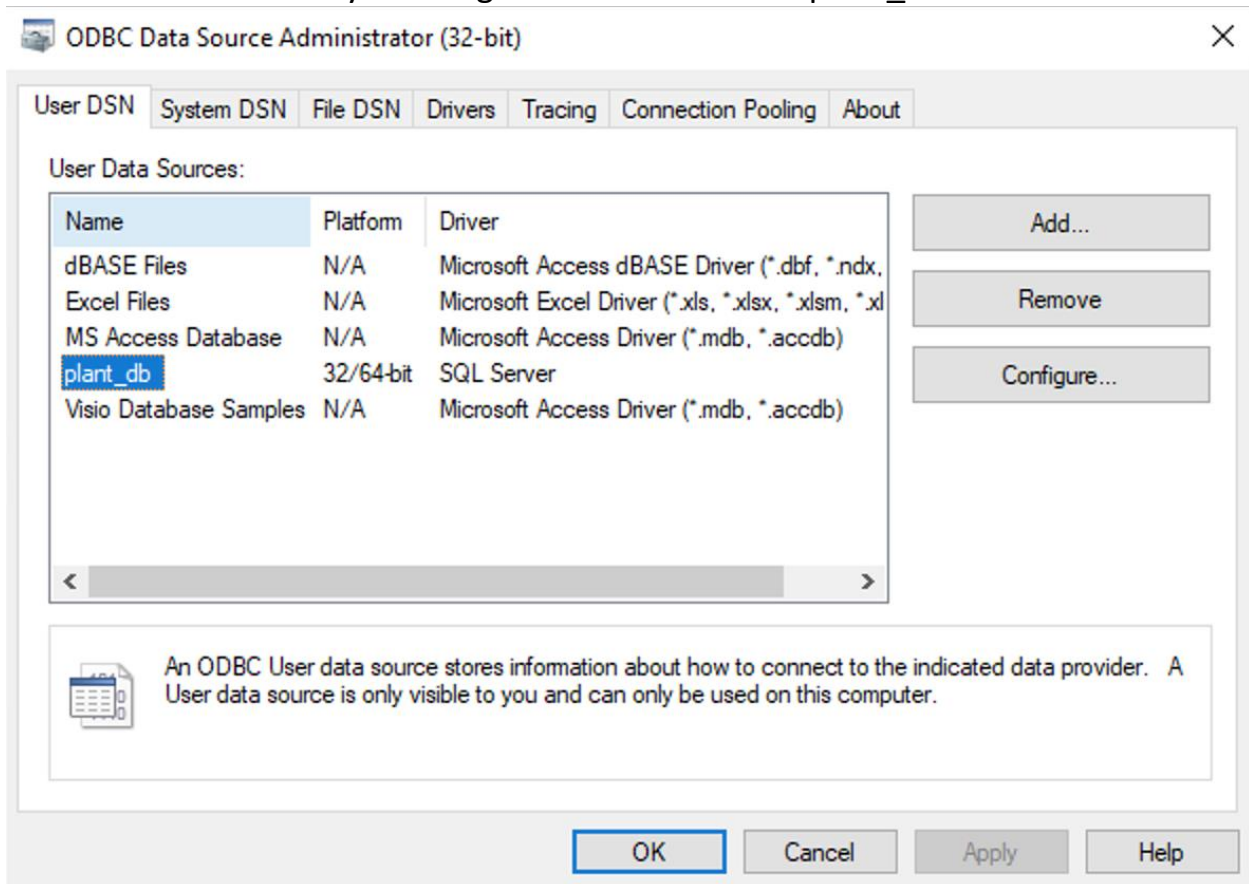 ODBC Data Source Administrator (32-bit)
User DSN System DSN File DSN Drivers Tracing Connection Pooling About
User Data Sources:
Name Platform Driver
dBASE Files N/A Microsoft Access dBASE Driver (*.dbf, *.ndx,
Excel Files N/A Microsoft Excel Driver (*.xls, *.xlsx, *.xlsm, *.xl
MS Access Database N/A Microsoft Access Driver (*.mdb, *.accdb)
plant_db 32/64-bit SQL Server
Visio Database Samples N/A Microsoft Access Driver (*.mdb, *.accdb)
Add...
Remove
Configure...
An ODBC User data source stores information about how to connect to the indicated data provider. A
User data source is only visible to you and can only be used on this computer.
OK Cancel Apply Help